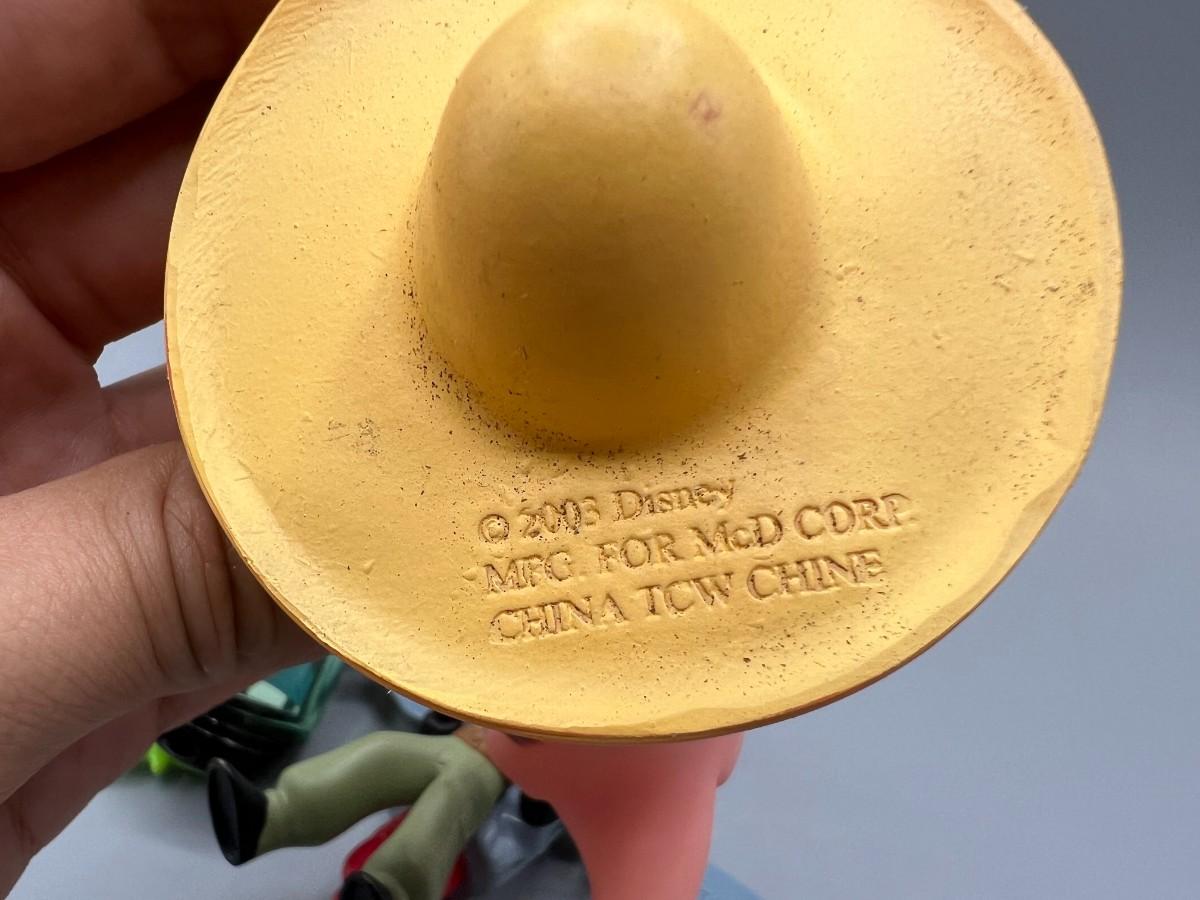 © 2003 Disney
MFG. FOR McD CORP.
CHINA TCW CHINE